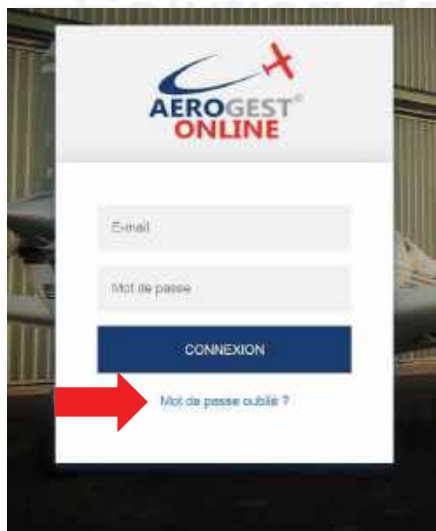 AEROGEST®
ONLINE
E-mail
Mot de passe
CONNEXION
Mot de passe oublié ?